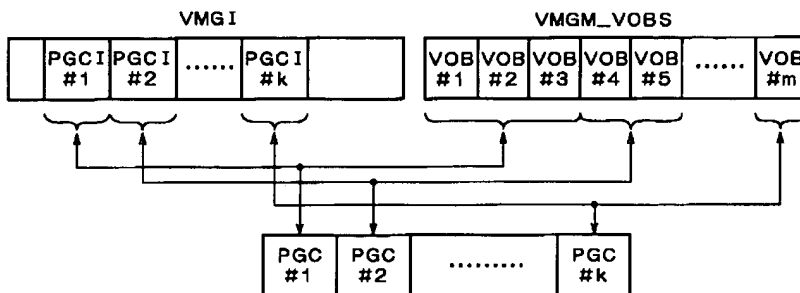 VMGI VMGM_VOBS
PGCI PGCI PGCI VOB VOB VOB VOB VOB VOB
#1 #2 ...... #k #1 #2 #3 #4 #5 ...... #m
PGC PGC PGC
#1 #2 ......... #k